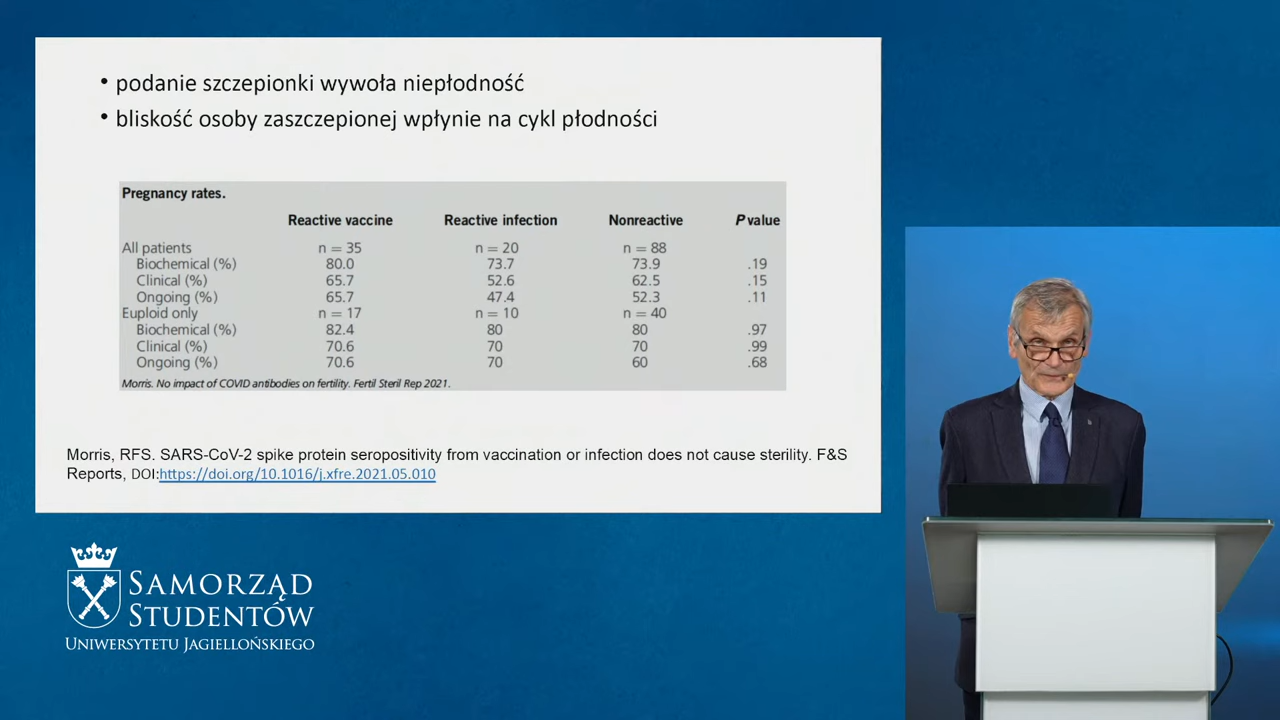 • podanie szczepionki wywoła niepłodność
• bliskość osoby zaszczepionej wpłynie na cykl płodności
Pregnancy rates.
Reactive vaccine Reactive infection Nonreactive P value
All patients n = 35 n = 20 n = 88
Biochemical (%) 80.0 73.7 73.9 .19
Clinical (%) 65.7 52.6 62.5 .15
Ongoing (%) 65.7 47.4 52.3 .11
Euploid only n = 17 n = 10 n = 40
Biochemical (%) 82.4 80 80 .97
Clinical (%) 70.6 70 70 .99
Ongoing (%) 70.6 70 60 .68
Morris. No impact of COVID antibodies on fertility. Fertil Steril Rep 2021.
Morris, RFS. SARS-CoV-2 spike protein seropositivity from vaccination or infection does not cause sterility. F&S
Reports, DOI:https://doi.org/10.1016/j.xfre.2021.05.010
SAMORZĄD
STUDENTÓW
UNIWERSYTETU JAGIELLOŃSKIEGO